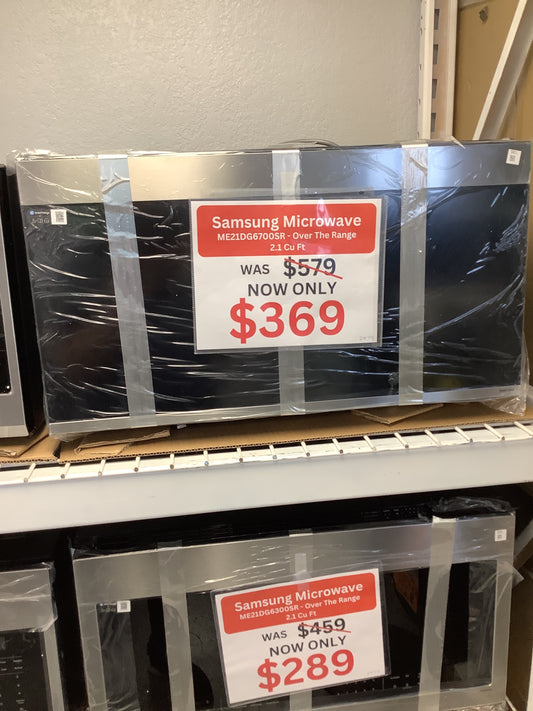 Samsung Microwave
ME21DG6700SR - Over The Range
2.1 Cu Ft
WAS $579
NOW ONLY
$369
Samsung Microwave
ME21DG6300SR - Over The Range
2.1 Cu Ft
WAS $459
NOW ONLY
$289